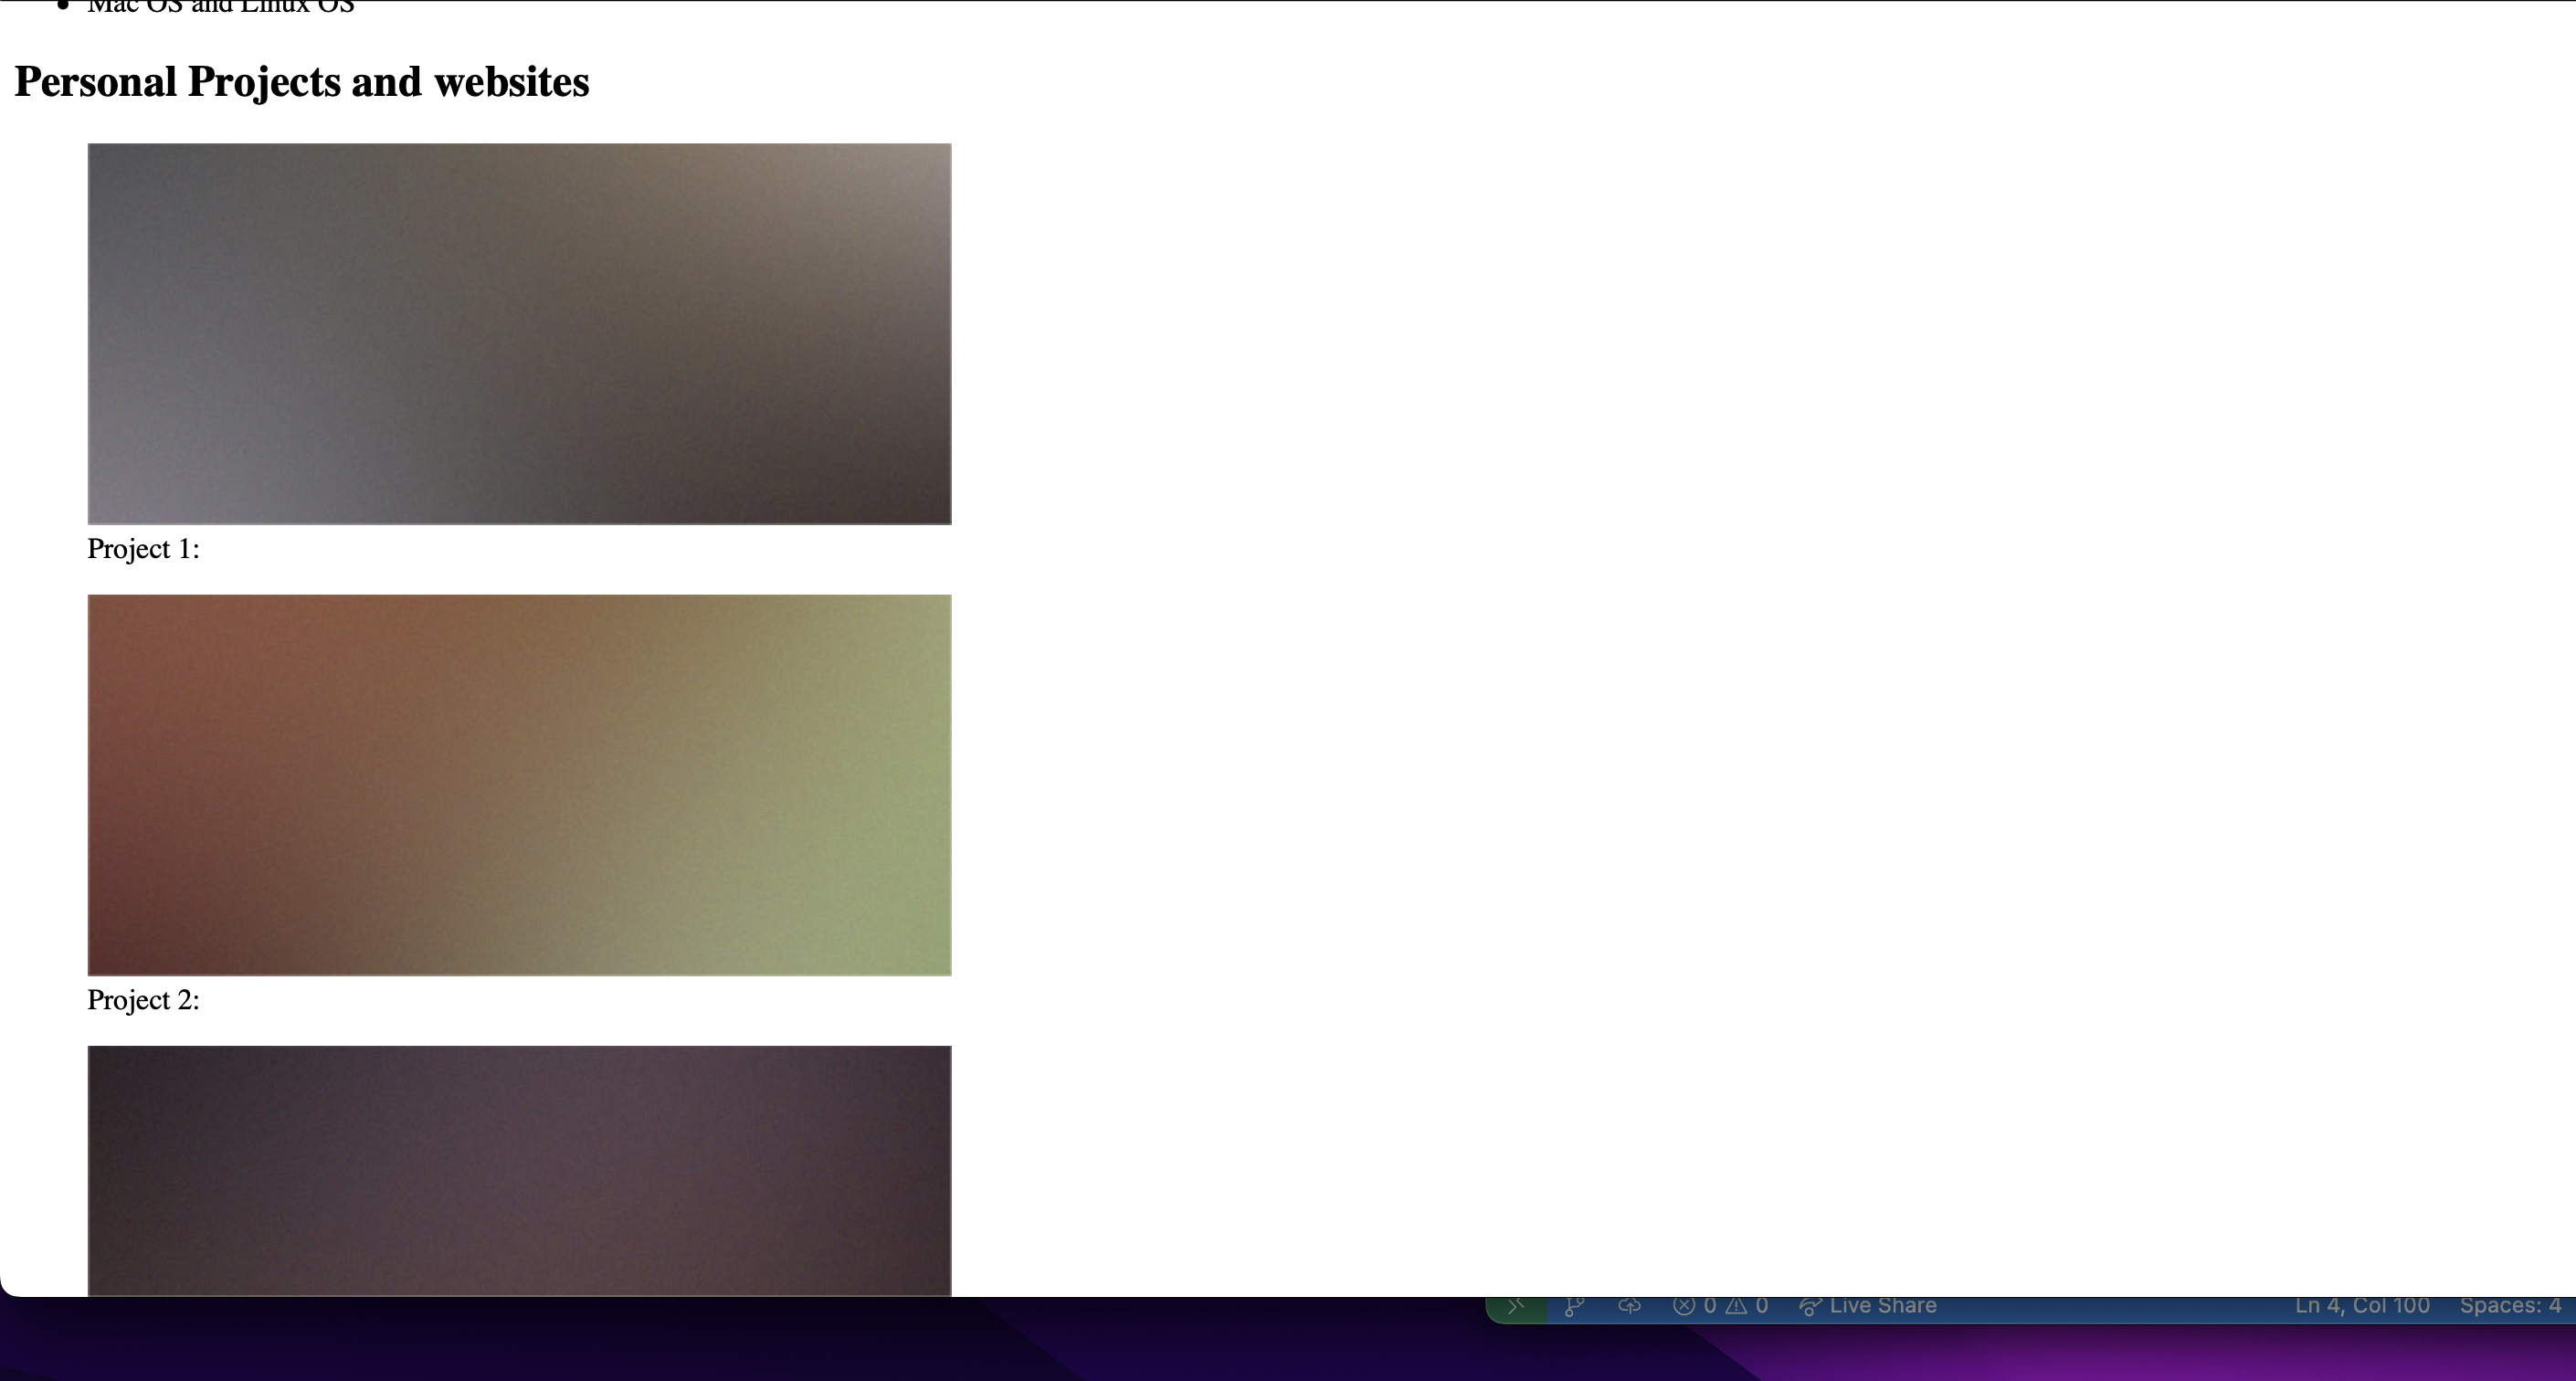 Mac OS and Linux OS
Personal Projects and websites
Project 1:
Project 2:
0 0 Live Share Ln 4, Col 100 Spaces: 4